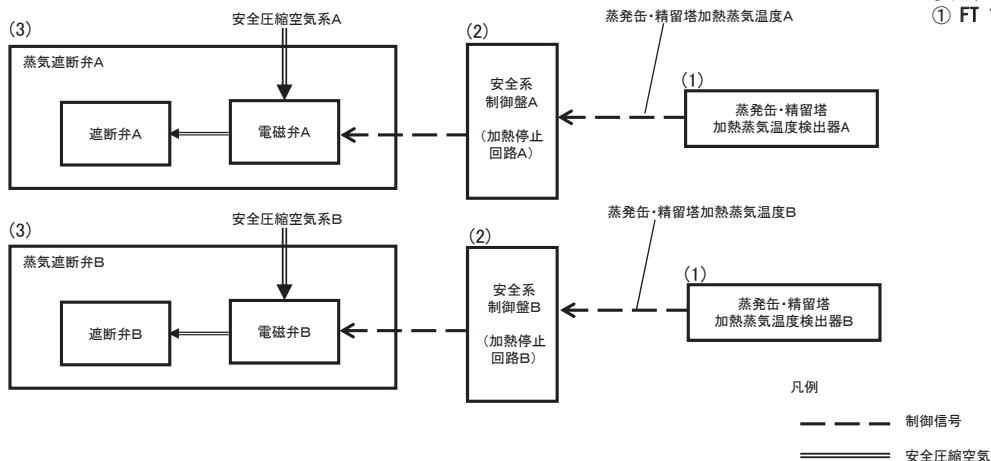 ① FT
(3)
安全圧縮空気系A
(2)
蒸発缶・精留塔加熱蒸気温度A
蒸気遮断弁A
遮断弁A
電磁弁A
安全系
制御盤A
(加熱停止
回路A)
(1)
蒸発缶・精留塔
加熱蒸気温度検出器A
(3)
安全圧縮空気系B
(2)
蒸発缶・精留塔加熱蒸気温度B
蒸気遮断弁B
遮断弁B
電磁弁B
安全系
制御盤B
(加熱停止
回路B)
(1)
蒸発缶・精留塔
加熱蒸気温度検出器B
凡例
制御信号
安全圧縮空気